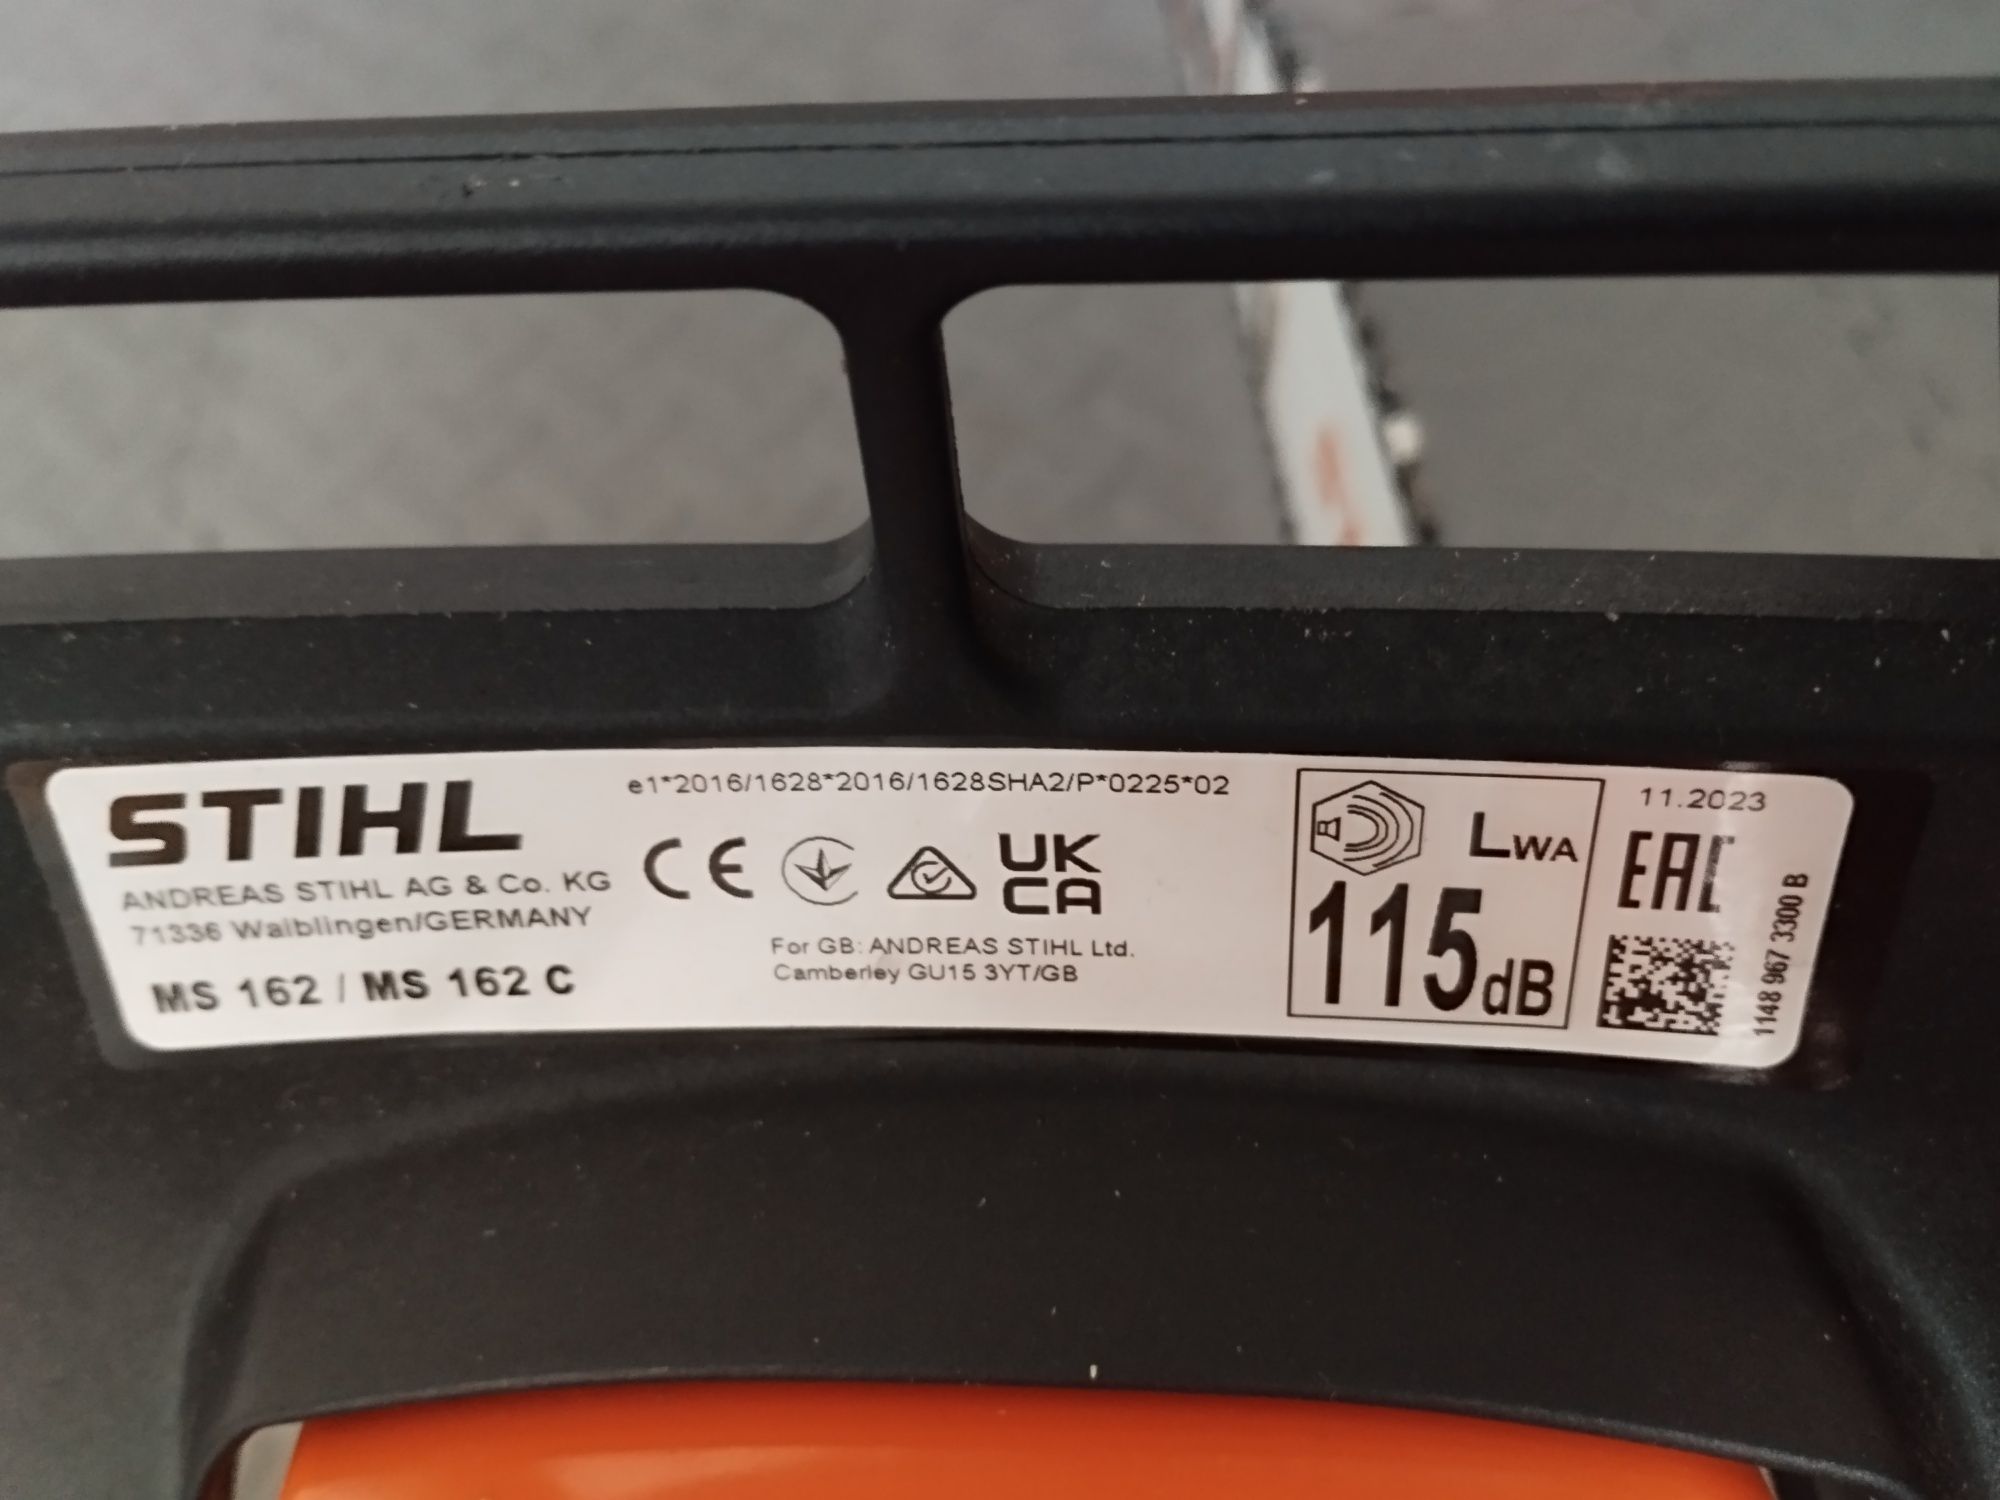 STIHL
ANDREAS STIHL AG & Co. KG
71336 Waiblingen/GERMANY
MS 162 / MS 162 C
e1*2016/1628*2016/1628SHA2/P*0225*02
CE
UK
CA
For GB: ANDREAS STIHL Ltd.
Camberley GU15 3YT/GB
LWA
115dB
11.2023
EAC
1148 967 3300 B